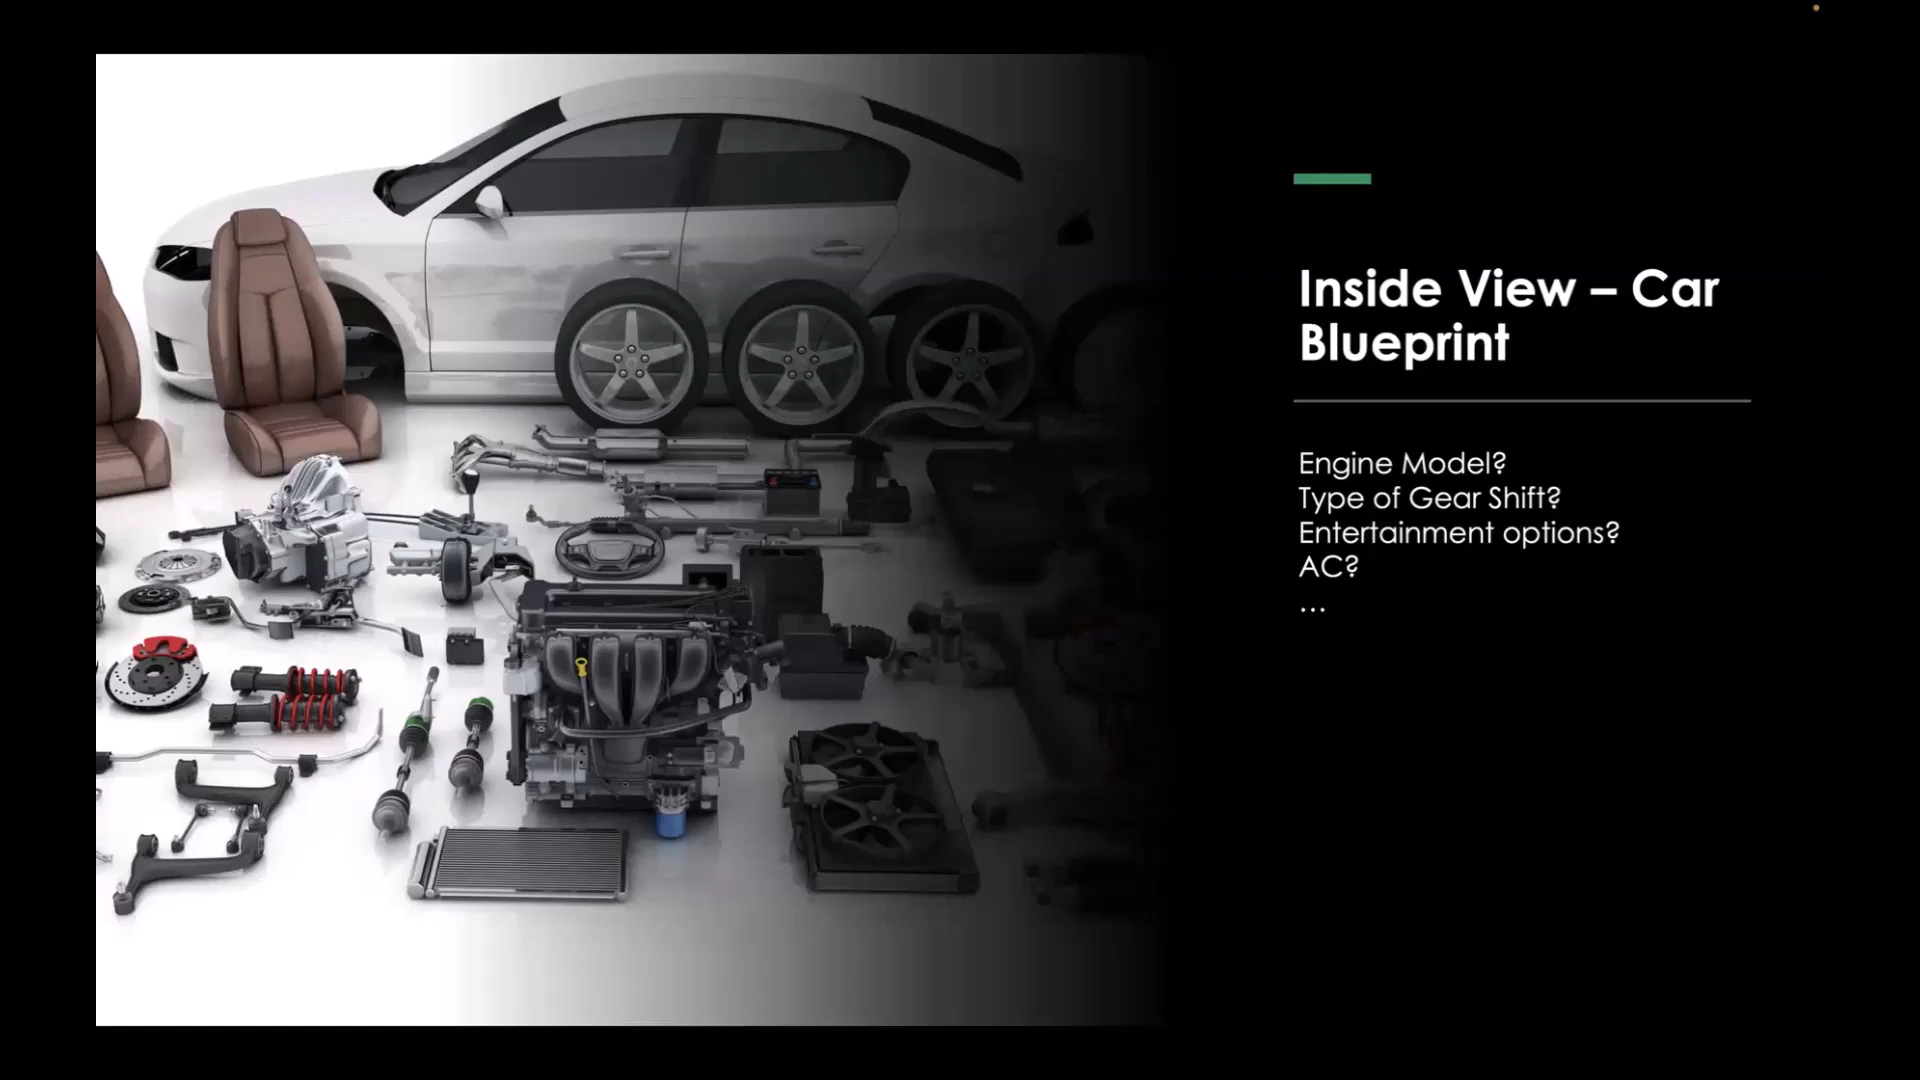 Inside View – Car
Blueprint
Engine Model?
Type of Gear Shift?
Entertainment options?
AC?
...